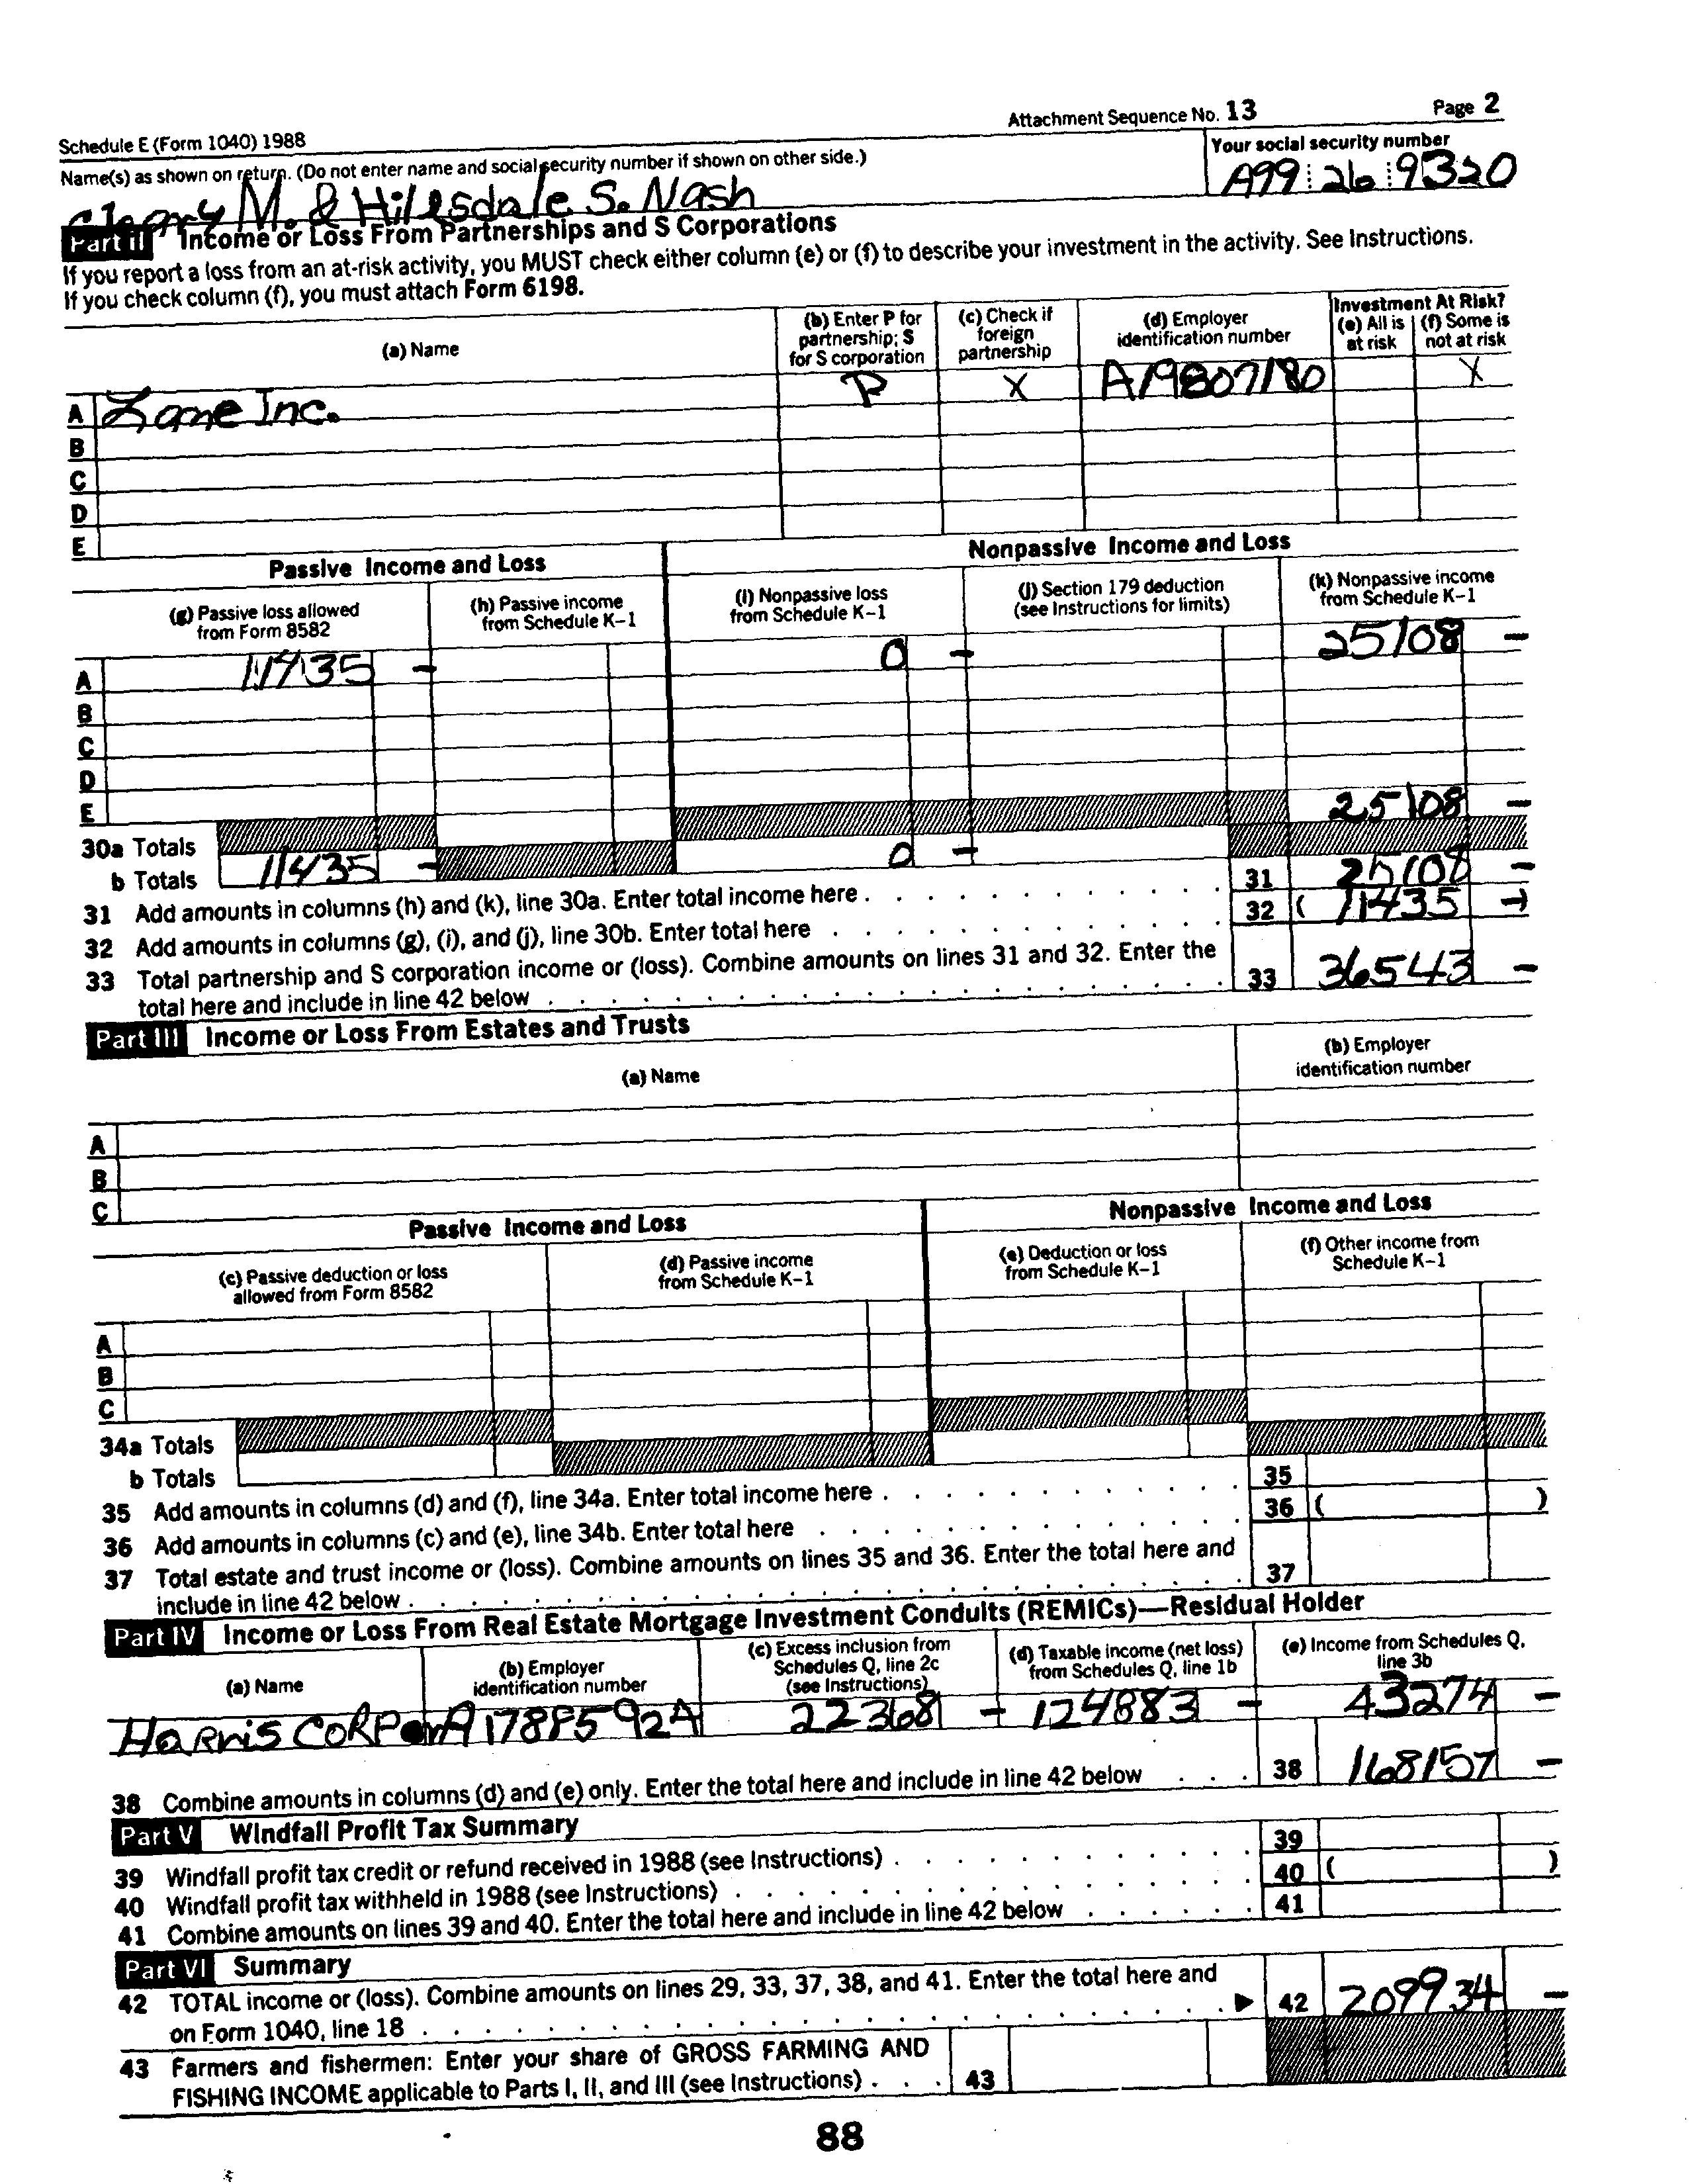 Schedule E (Form 1040) 1988 Attachment Sequence No. 13 Page 2
Name(s) as shown on return. (Do not enter name and social security number if shown on other side.) Your social security number
M. & Hillsdale S. Nash A99 26 9320
Part II Income or Loss From Partnerships and S Corporations
If you report a loss from an at-risk activity, you MUST check either column (e) or (f) to describe your investment in the activity. See Instructions.
If you check column (f), you must attach Form 6198.
(a) Name (b) Enter P for partnership; S for S corporation (c) Check if foreign partnership (d) Employer identification number Investment At Risk? (e) All is at risk (f) Some is not at risk
A Lane Inc. P X A19807180 X
B
C
D
E
Passive Income and Loss Nonpassive Income and Loss
(g) Passive loss allowed from Form 8582 (h) Passive income from Schedule K-1 (i) Nonpassive loss from Schedule K-1 (j) Section 179 deduction (see Instructions for limits) (k) Nonpassive income from Schedule K-1
A 11435 - 0 - 25108 -
B
C
D
E
30a Totals 25108 -
b Totals 11435 - 0 -
31 Add amounts in columns (h) and (k), line 30a. Enter total income here . 31 25108 -
32 Add amounts in columns (g), (i), and (j), line 30b. Enter total here 32 ( 11435 -)
33 Total partnership and S corporation income or (loss). Combine amounts on lines 31 and 32. Enter the
total here and include in line 42 below 33 36543 -
Part III Income or Loss From Estates and Trusts
(a) Name (b) Employer identification number
A
B
C
Passive Income and Loss Nonpassive Income and Loss
(c) Passive deduction or loss allowed from Form 8582 (d) Passive income from Schedule K-1 (e) Deduction or loss from Schedule K-1 (f) Other income from Schedule K-1
A
B
C
34a Totals
b Totals
35 Add amounts in columns (d) and (f), line 34a. Enter total income here . 35
36 Add amounts in columns (c) and (e), line 34b. Enter total here 36 ( )
37 Total estate and trust income or (loss). Combine amounts on lines 35 and 36. Enter the total here and
include in line 42 below . 37
Part IV Income or Loss From Real Estate Mortgage Investment Conduits (REMICs)—Residual Holder
(a) Name (b) Employer identification number (c) Excess inclusion from Schedules Q, line 2c (see Instructions) (d) Taxable income (net loss) from Schedules Q, line 1b (e) Income from Schedules Q, line 3b
Harris 22368 - 124883 - 43274 -
38 Combine amounts in columns (d) and (e) only. Enter the total here and include in line 42 below 38 168157 -
Part V Windfall Profit Tax Summary
39 Windfall profit tax credit or refund received in 1988 (see Instructions) . 39
40 Windfall profit tax withheld in 1988 (see Instructions) 40 ( )
41 Combine amounts on lines 39 and 40. Enter the total here and include in line 42 below 41
Part VI Summary
42 TOTAL income or (loss). Combine amounts on lines 29, 33, 37, 38, and 41. Enter the total here and
on Form 1040, line 18 ▶ 42 209934 -
43 Farmers and fishermen: Enter your share of GROSS FARMING AND
FISHING INCOME applicable to Parts I, II, and III (see Instructions) . 43
88